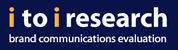 i to i research
brand communications evaluation